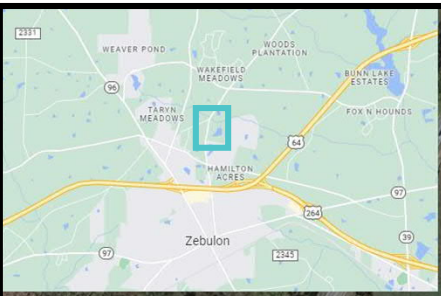 2331
WEAVER POND
WOODS
PLANTATION
WAKEFIELD
MEADOWS
BUNN LAKE
ESTATES
96
TARYN
MEADOWS
FOX N HOUNDS
64
HAMILTON
ACRES
97
264
Zebulon
39
97
2345